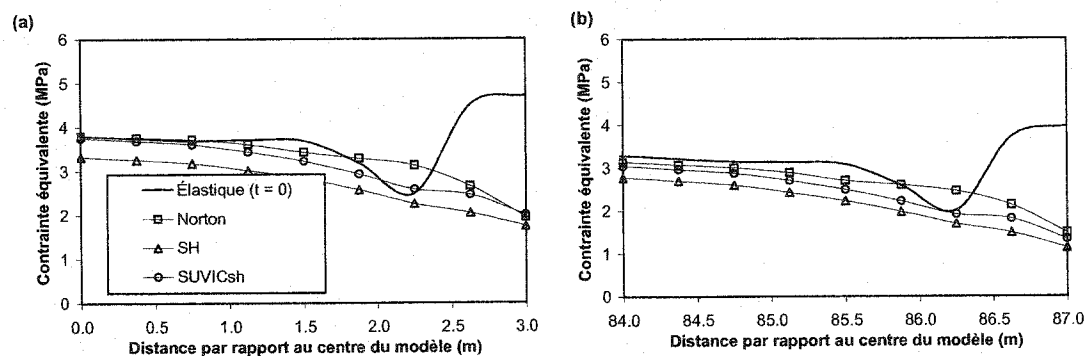 (a)
Contrainte équivalente (MPa)
6
5
4
3
2
1
0
Élastique (t = 0)
Norton
SH
SUVICsh
0.0 0.5 1.0 1.5 2.0 2.5 3.0
Distance par rapport au centre du modèle (m)
(b)
Contrainte équivalente (MPa)
6
5
4
3
2
1
0
84.0 84.5 85.0 85.5 86.0 86.5 87.0
Distance par rapport au centre du modèle (m)